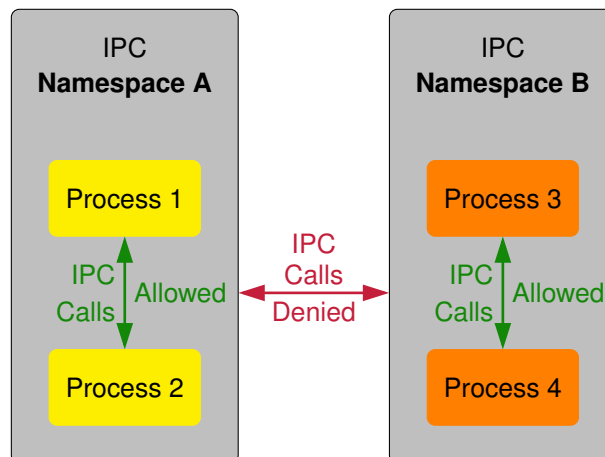 IPC
Namespace A
Process 1
IPC
Calls
Allowed
Process 2
IPC
Calls
Denied
IPC
Namespace B
Process 3
IPC
Calls
Allowed
Process 4